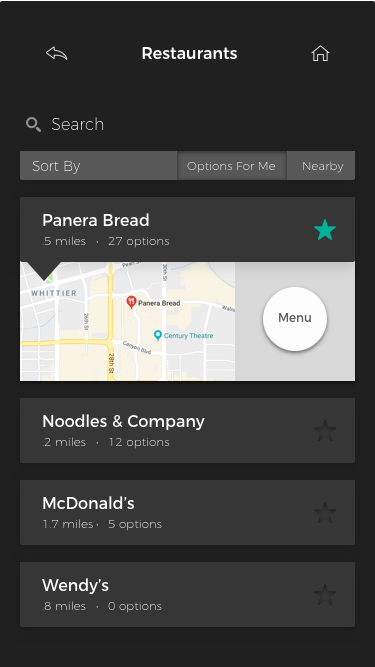 Restaurants
Search
Sort By
Options For Me
Nearby
Panera Bread
.5 miles · 27 options
WHITTIER
26th St
28th St
30th St
Panera Bread
Century Theatre
Canyon Blvd
Menu
Noodles & Company
.2 miles · 12 options
McDonald's
1.7 miles · 5 options
Wendy's
.8 miles · 0 options